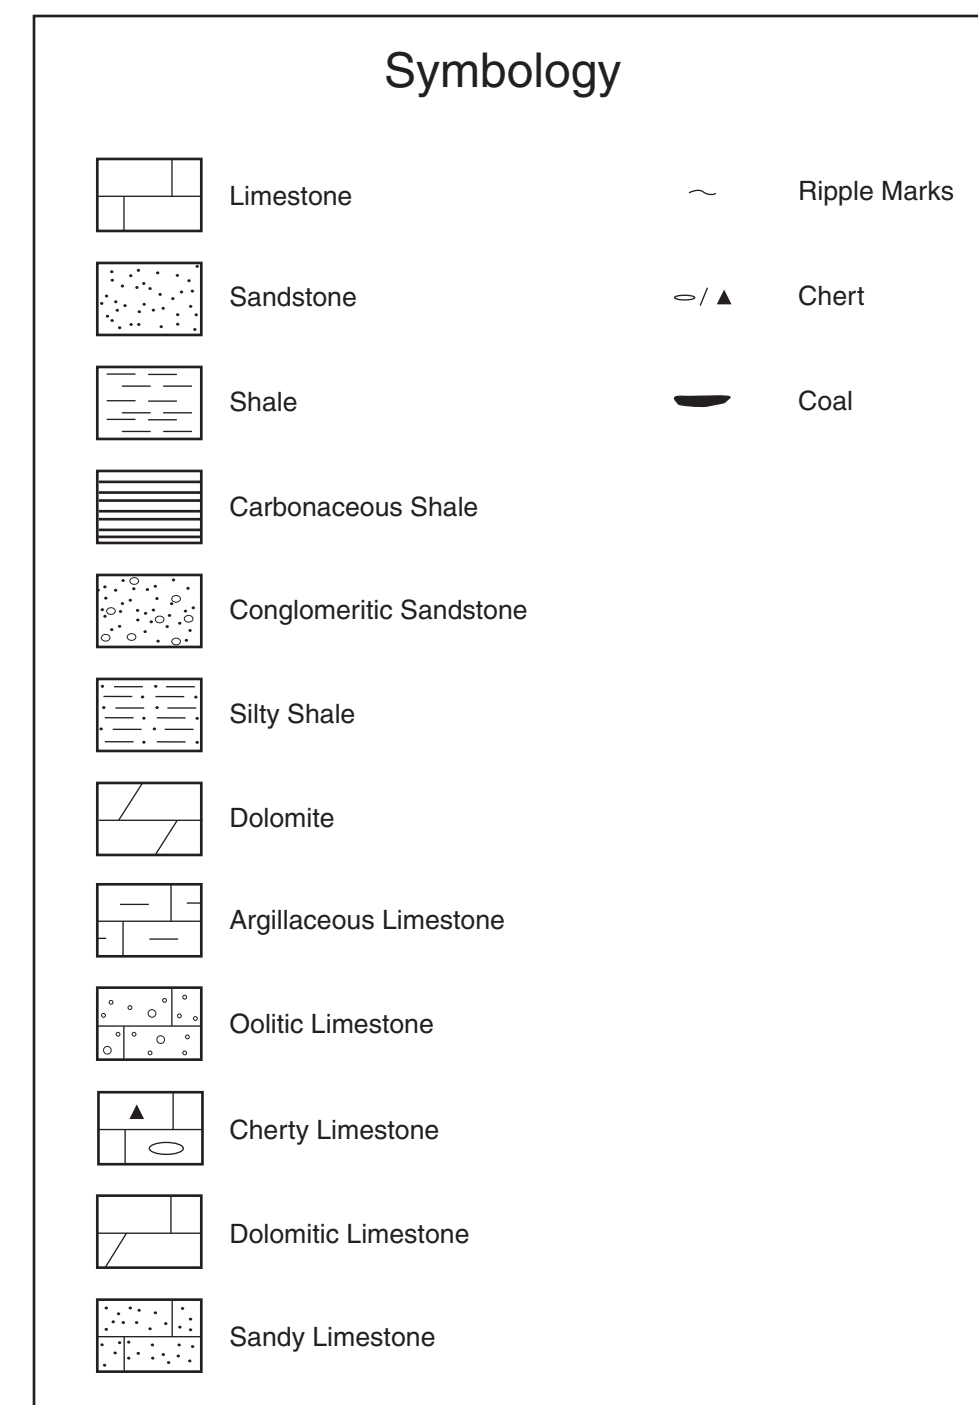 Symbology
Limestone
Sandstone
Shale
Carbonaceous Shale
Conglomeritic Sandstone
Silty Shale
Dolomite
Argillaceous Limestone
Oolitic Limestone
Cherty Limestone
Dolomitic Limestone
Sandy Limestone
Ripple Marks
/
Chert
Coal